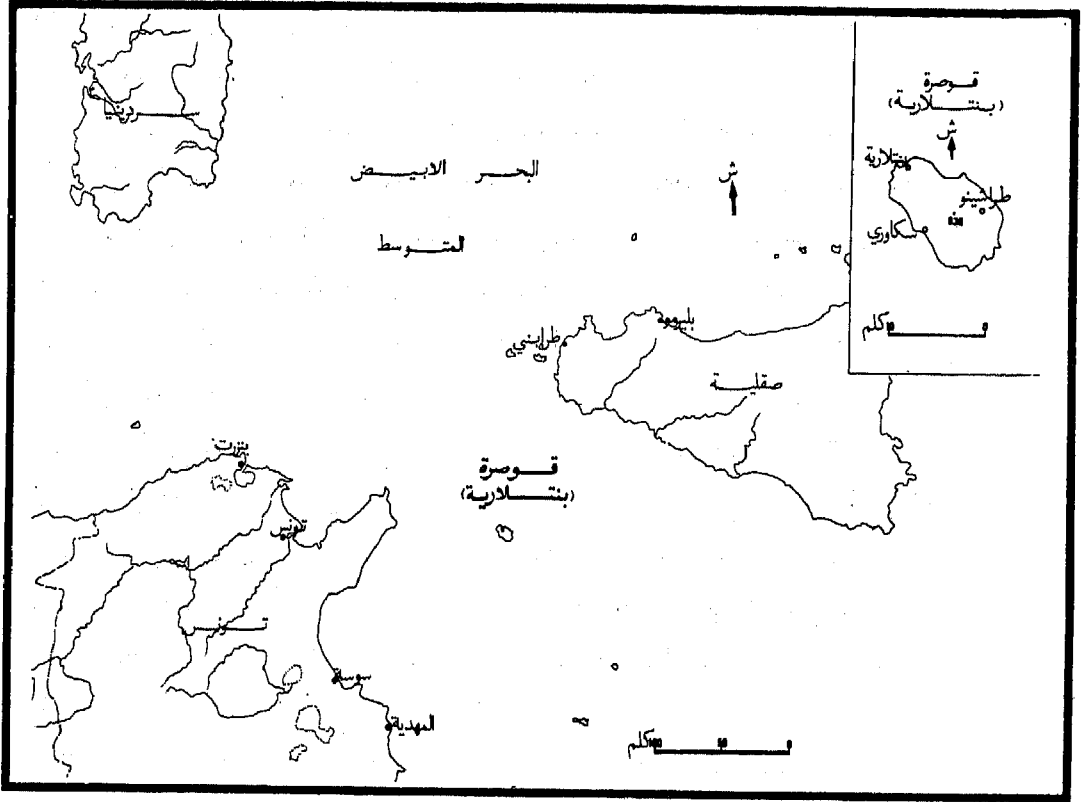 قوصرة
(بنتلارية)
ش
بنتلارية
طراشينو
سكاوري
كلم
سردينيا
البحر الابيض
المتوسط
ش
بليرمو
طرابني
صقلية
بنزرت
قوصرة
(بنتلارية)
تونس
تونس
سوسة
المهدية
كلم